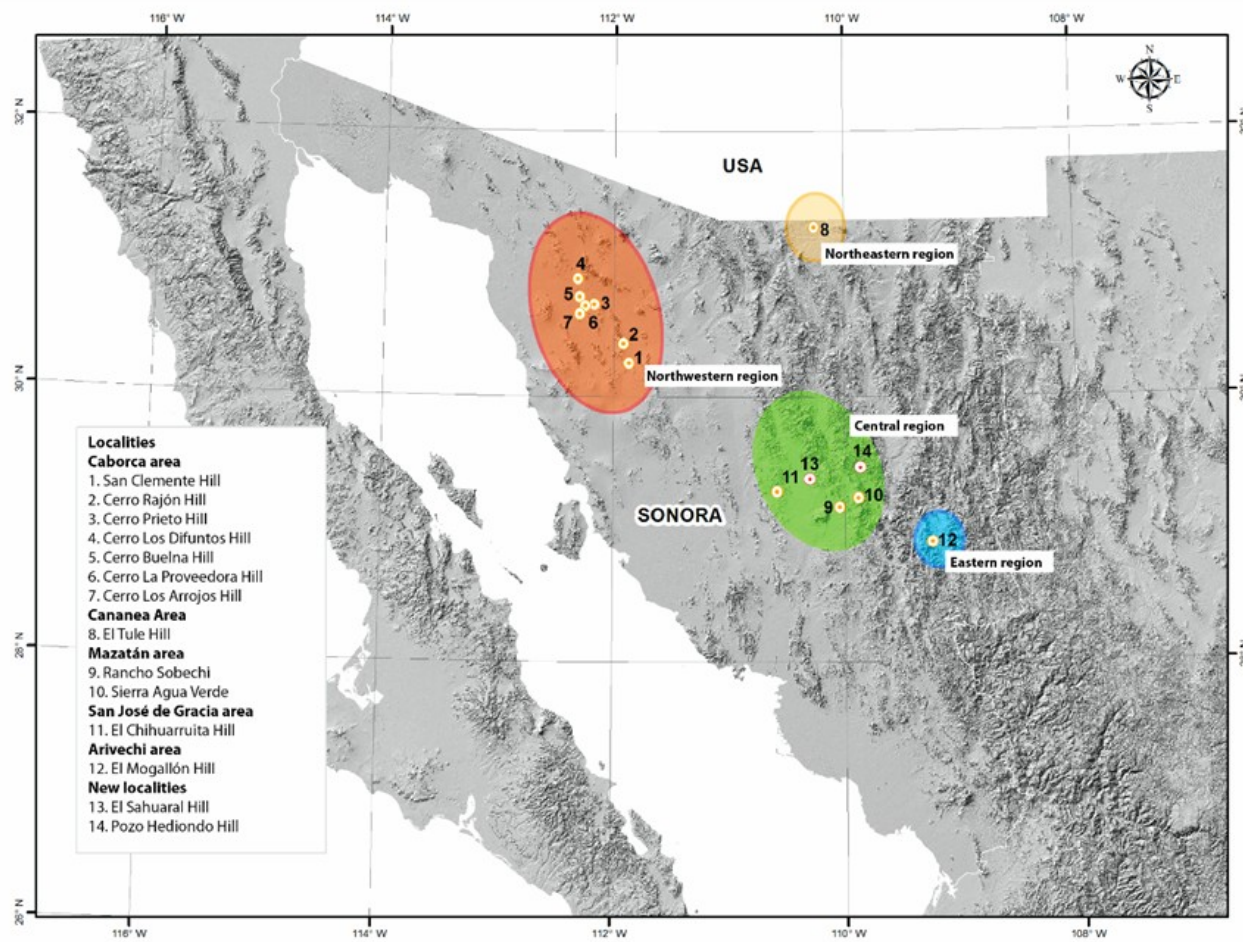 116° W
114° W
112° W
110° W
108° W
N
W
E
S
32° N
USA
8
Northeastern region
4
5
3
7
6
2
1
Northwestern region
30° N
Central region
14
13
11
10
9
SONORA
12
Eastern region
Localities
Caborca area
1. San Clemente Hill
2. Cerro Rajón Hill
3. Cerro Prieto Hill
4. Cerro Los Difuntos Hill
5. Cerro Buelna Hill
6. Cerro La Proveedora Hill
7. Cerro Los Arrojos Hill
Cananea Area
8. El Tule Hill
Mazatán area
9. Rancho Sobechi
10. Sierra Agua Verde
San José de Gracia area
11. El Chihuarruita Hill
Arivechi area
12. El Mogallón Hill
New localities
13. El Sahuaral Hill
14. Pozo Hediondo Hill
28° N
26° N
116° W
114° W
112° W
110° W
108° W